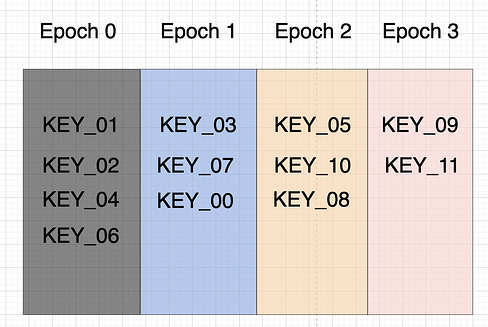 Epoch 0 Epoch 1 Epoch 2 Epoch 3
KEY_01 KEY_03 KEY_05 KEY_09
KEY_02 KEY_07 KEY_10 KEY_11
KEY_04 KEY_00 KEY_08
KEY_06